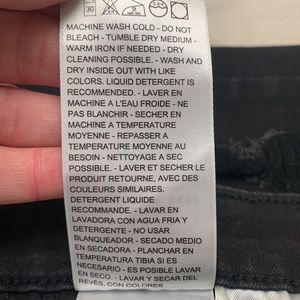 30
MACHINE WASH COLD - DO NOT
BLEACH - TUMBLE DRY MEDIUM -
WARM IRON IF NEEDED - DRY
CLEANING POSSIBLE. - WASH AND
DRY INSIDE OUT WITH LIKE
COLORS. LIQUID DETERGENT IS
RECOMMENDED. - LAVER EN
MACHINE A L'EAU FROIDE - NE
PAS BLANCHIR - SECHER EN
MACHINE A TEMPERATURE
MOYENNE - REPASSER A
TEMPERATURE MOYENNE AU
BESOIN - NETTOYAGE A SEC
POSSIBLE. - LAVER ET SECHER LE
PRODUIT RETOURNE, AVEC DES
COULEURS SIMILAIRES.
DETERGENT LIQUIDE
RECOMMANDE. - LAVAR EN
LAVADORA CON AGUA FRIA Y
DETERGENTE - NO USAR
BLANQUEADOR - SECADO MEDIO
EN SECADORA - PLANCHAR EN
TEMPERATURA TIBIA SI ES
NECESARIO - ES POSIBLE LAVAR
EN SECO. - LAVAR Y SECAR DEL
REVÉS, CON COLORES